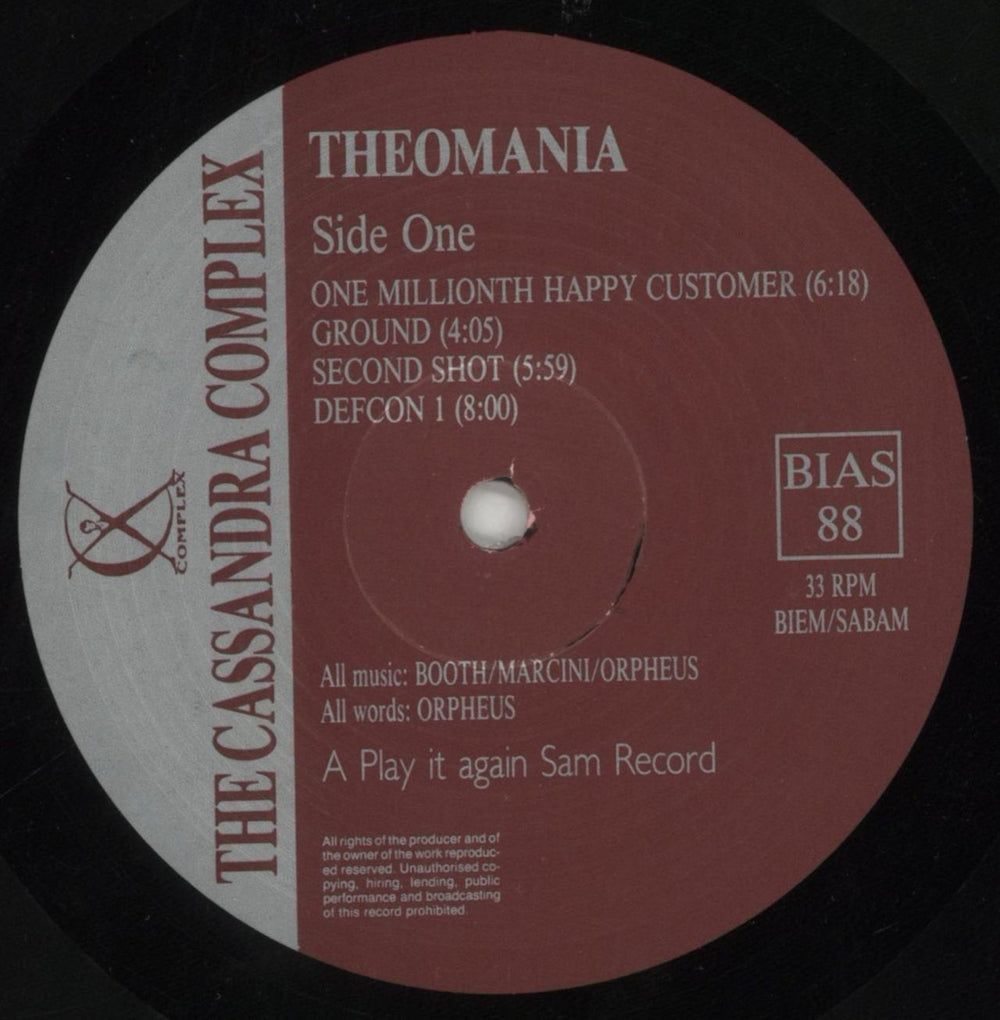 THE CASSANDRA COMPLEX
COMPLEX
THEOMANIA
Side One
ONE MILLIONTH HAPPY CUSTOMER (6:18)
GROUND (4:05)
SECOND SHOT (5:59)
DEFCON 1 (8:00)
BIAS
88
33 RPM
BIEM/SABAM
All music: BOOTH/MARCINI/ORPHEUS
All words: ORPHEUS
A Play it again Sam Record
All rights of the producer and of
the owner of the work reproduc-
ed reserved. Unauthorised co-
pying, hiring, lending, public
performance and broadcasting
of this record prohibited